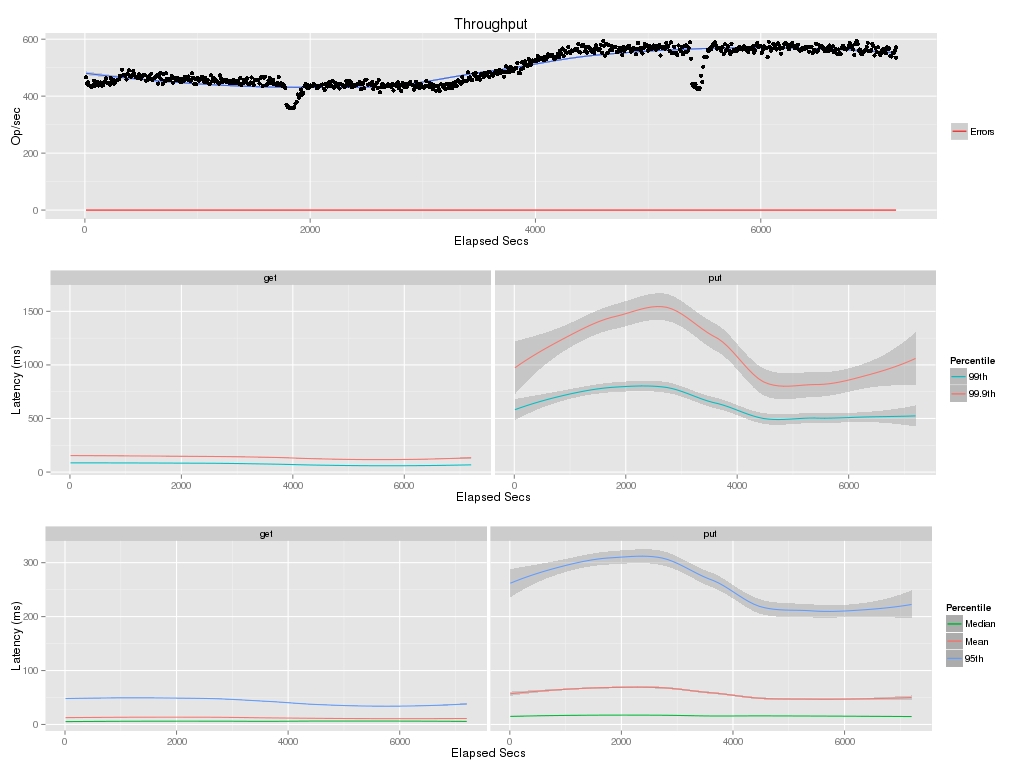 Throughput
600
400
200
0
Op/sec
0 2000 4000 6000
Elapsed Secs
Errors
get put
1500
1000
500
0
Latency (ms)
0 2000 4000 6000 0 2000 4000 6000
Elapsed Secs
Percentile
99th
99.9th
get put
300
200
100
0
Latency (ms)
0 2000 4000 6000 0 2000 4000 6000
Elapsed Secs
Percentile
Median
Mean
95th